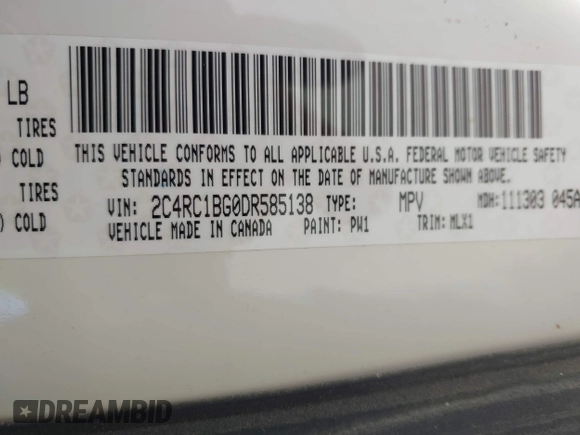 LB
TIRES
COLD
TIRES
) COLD
THIS VEHICLE CONFORMS TO ALL APPLICABLE U.S.A. FEDERAL MOTOR VEHICLE SAFETY
STANDARDS IN EFFECT ON THE DATE OF MANUFACTURE SHOWN ABOVE.
VIN: 2C4RC1BG0DR585138 TYPE: MPV MDH:111303 045A
VEHICLE MADE IN CANADA PAINT: PW1 TRIM: MLX1
DREAMBID